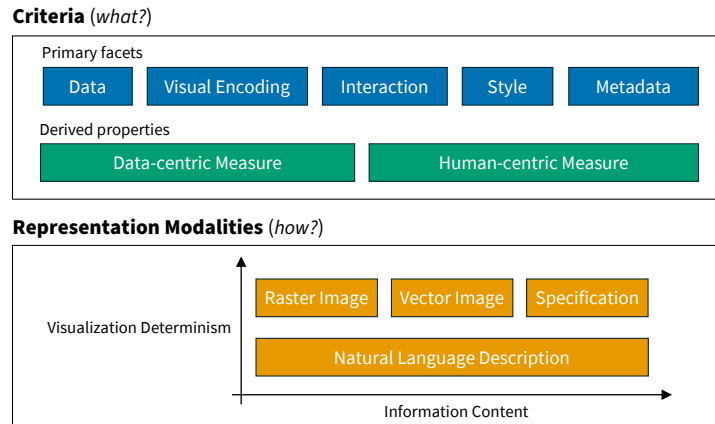 Criteria (what?)
Primary facets
Data Visual Encoding Interaction Style Metadata
Derived properties
Data-centric Measure Human-centric Measure
Representation Modalities (how?)
Raster Image Vector Image Specification
Visualization Determinism
Natural Language Description
Information Content